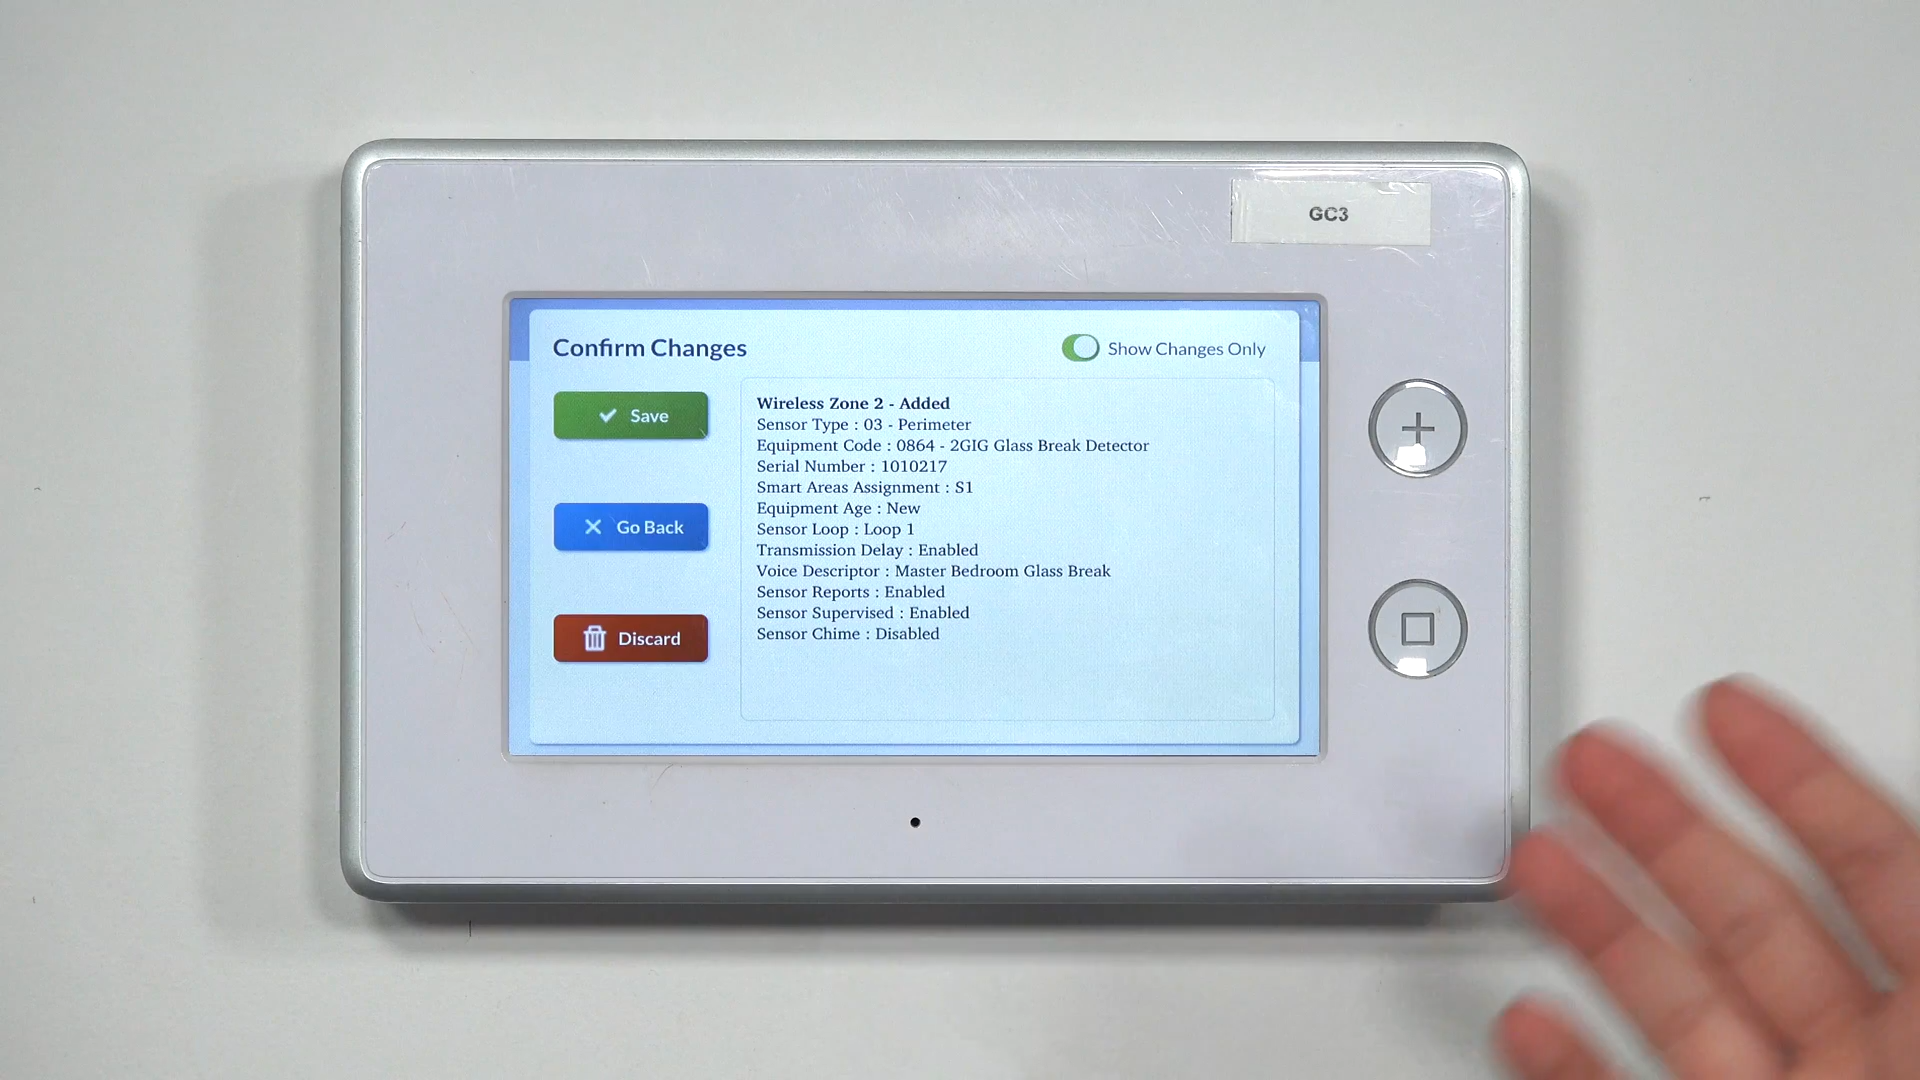 GC3
Confirm Changes
Show Changes Only
Save
Go Back
Discard
Wireless Zone 2 - Added
Sensor Type : 03 - Perimeter
Equipment Code : 0864 - 2GIG Glass Break Detector
Serial Number : 1010217
Smart Areas Assignment : S1
Equipment Age : New
Sensor Loop : Loop 1
Transmission Delay : Enabled
Voice Descriptor : Master Bedroom Glass Break
Sensor Reports : Enabled
Sensor Supervised : Enabled
Sensor Chime : Disabled